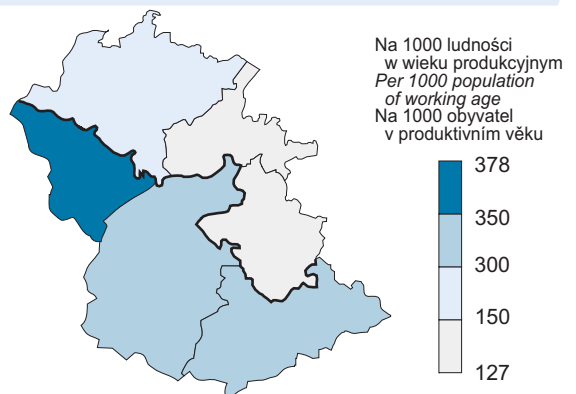 Na 1000 ludności
w wieku produkcyjnym
Per 1000 population
of working age
Na 1000 obyvatel
v produktivním věku
378
350
300
150
127